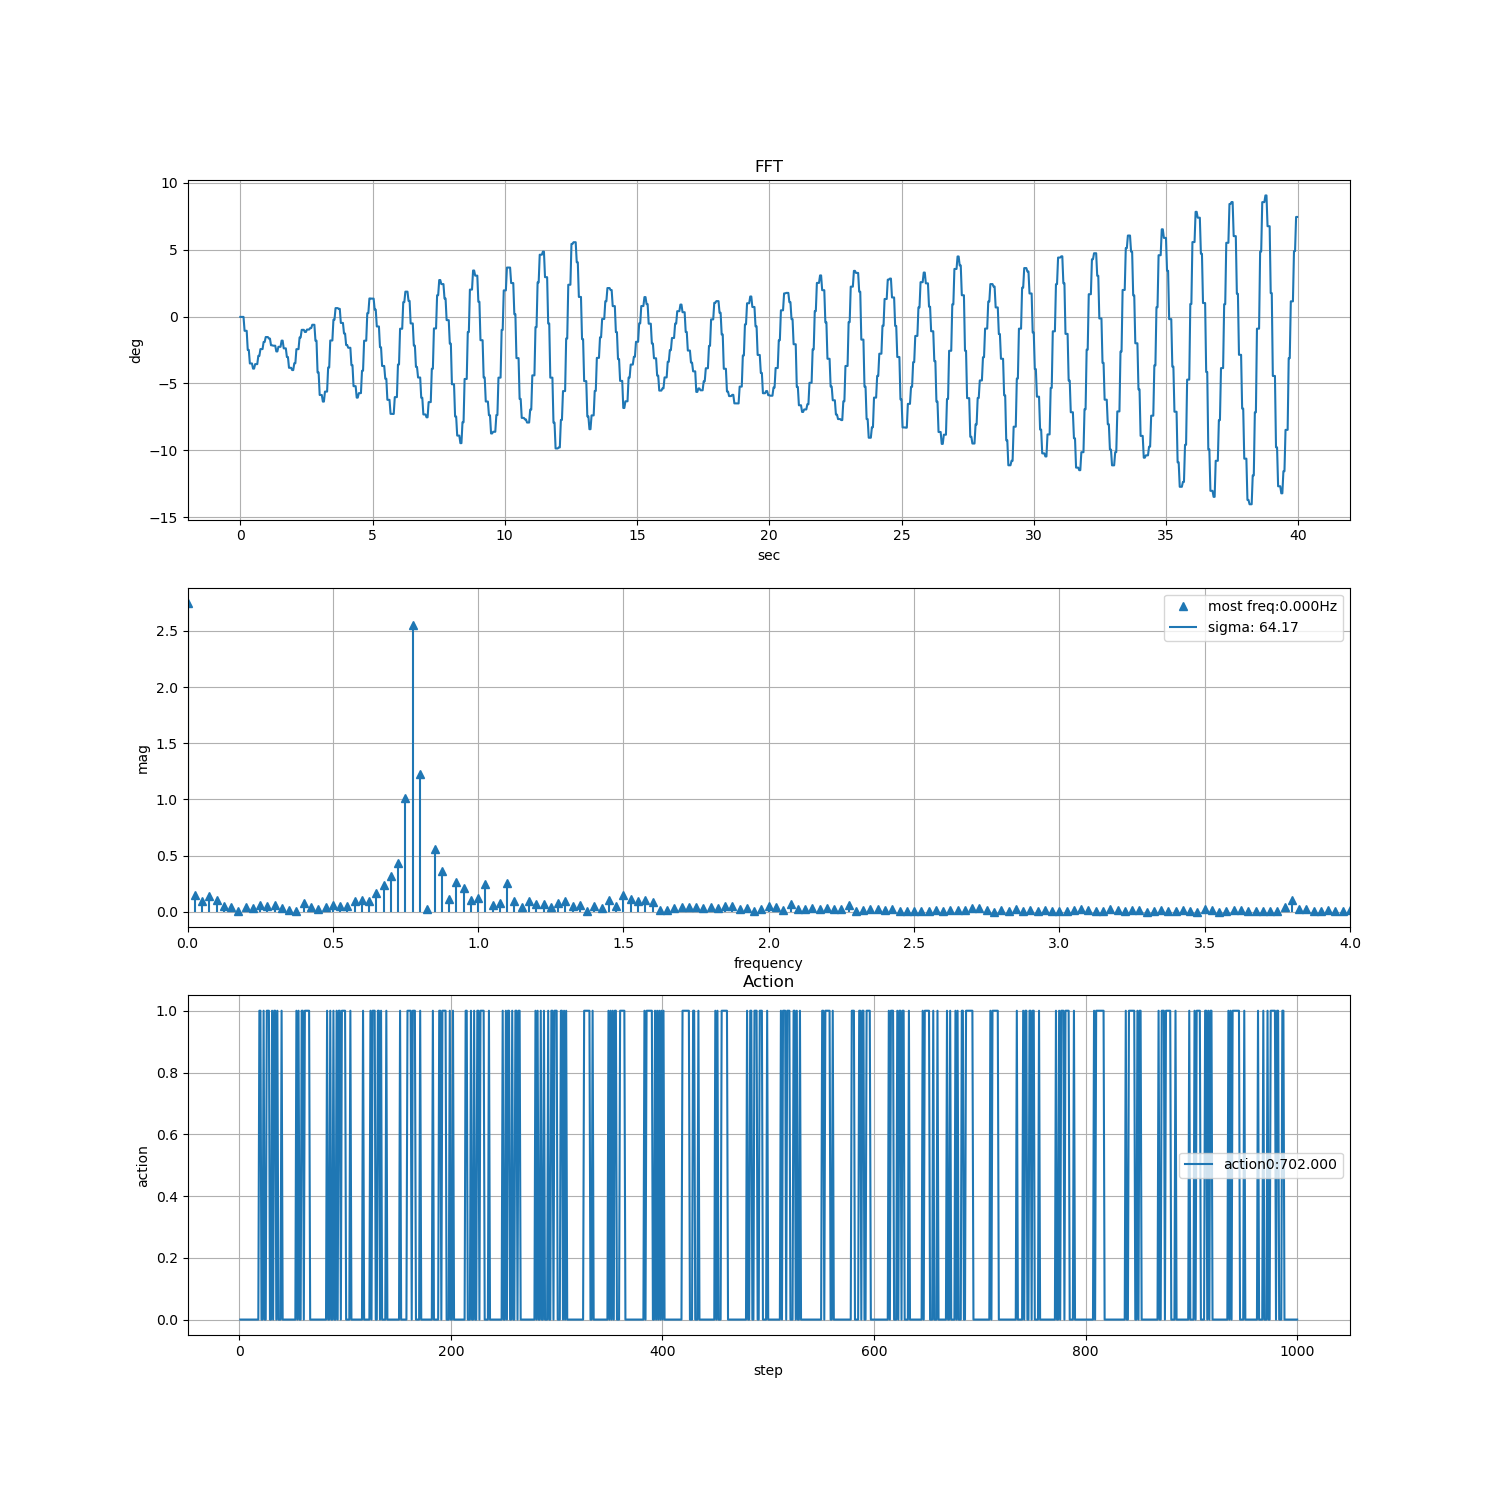 FFT
10
5
0
−5
−10
−15
deg
0 5 10 15 20 25 30 35 40
sec
most freq:0.000Hz
sigma: 64.17
2.5
2.0
1.5
1.0
0.5
0.0
mag
0.0 0.5 1.0 1.5 2.0 2.5 3.0 3.5 4.0
frequency
Action
1.0
0.8
0.6
0.4
0.2
0.0
action
action0:702.000
0 200 400 600 800 1000
step